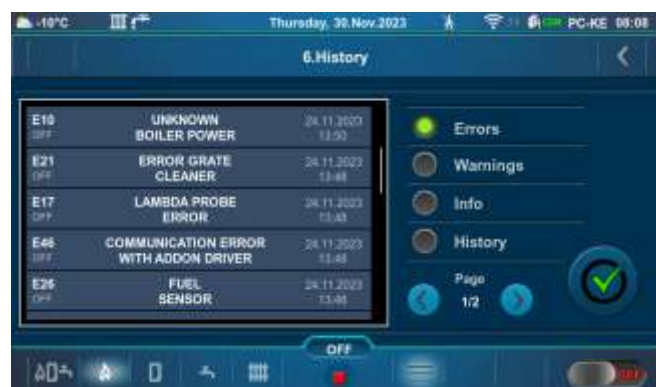 -10°C
Thursday, 30.Nov.2023
PC-KE 08:08
6.History
E10
OFF
UNKNOWN
BOILER POWER
24.11.2023
13:50
E21
OFF
ERROR GRATE
CLEANER
24.11.2023
13:48
E17
OFF
LAMBDA PROBE
ERROR
24.11.2023
13:48
E46
OFF
COMMUNICATION ERROR
WITH ADDON DRIVER
24.11.2023
13:48
E26
OFF
FUEL
SENSOR
24.11.2023
13:48
Errors
Warnings
Info
History
Page
1/2
OFF
OFF